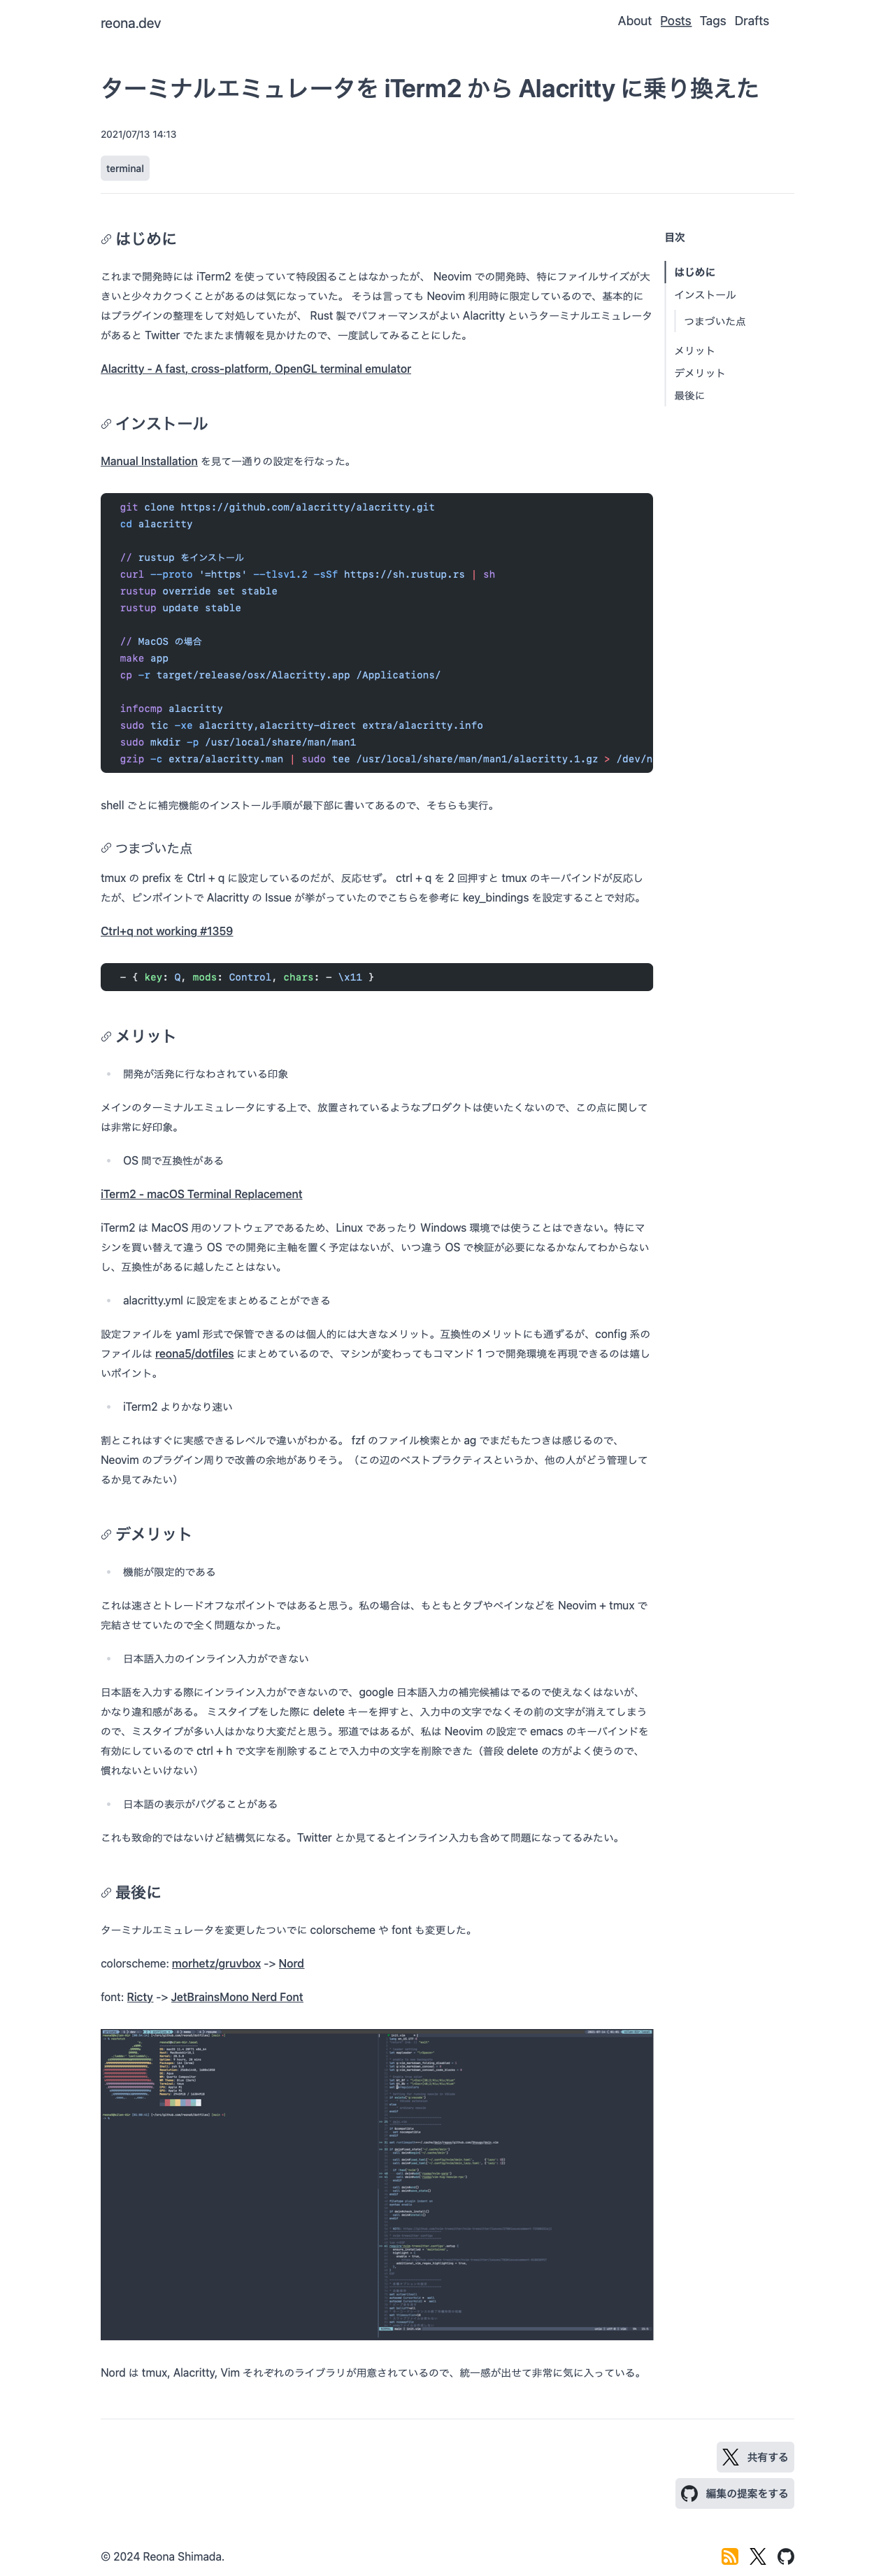 reona.dev
About Posts Tags Drafts
ターミナルエミュレータを iTerm2 から Alacritty に乗り換えた
2021/07/13 14:13
terminal
はじめに
これまで開発時には iTerm2 を使っていて特段困ることはなかったが、 Neovim での開発時、特にファイルサイズが大
きいと少々カクつくことがあるのは気になっていた。 そうは言っても Neovim 利用時に限定しているので、基本的に
はプラグインの整理をして対処していたが、 Rust 製でパフォーマンスがよい Alacritty というターミナルエミュレータ
があると Twitter でたまたま情報を見かけたので、一度試してみることにした。
Alacritty - A fast, cross-platform, OpenGL terminal emulator
インストール
Manual Installation を見て一通りの設定を行なった。
git clone https://github.com/alacritty/alacritty.git
cd alacritty
// rustup をインストール
curl --proto '=https' --tlsv1.2 -sSf https://sh.rustup.rs | sh
rustup override set stable
rustup update stable
// MacOS の場合
make app
cp -r target/release/osx/Alacritty.app /Applications/
infocmp alacritty
sudo tic -xe alacritty,alacritty-direct extra/alacritty.info
sudo mkdir -p /usr/local/share/man/man1
gzip -c extra/alacritty.man | sudo tee /usr/local/share/man/man1/alacritty.1.gz > /dev/n
shell ごとに補完機能のインストール手順が最下部に書いてあるので、そちらも実行。
つまづいた点
tmux の prefix を Ctrl + q に設定しているのだが、反応せず。 ctrl + q を 2 回押すと tmux のキーバインドが反応し
たが、ピンポイントで Alacritty の Issue が挙がっていたのでこちらを参考に key_bindings を設定することで対応。
Ctrl+q not working #1359
- { key: Q, mods: Control, chars: - \x11 }
メリット
開発が活発に行なわされている印象
メインのターミナルエミュレータにする上で、放置されているようなプロダクトは使いたくないので、この点に関して
は非常に好印象。
OS 間で互換性がある
iTerm2 - macOS Terminal Replacement
iTerm2 は MacOS 用のソフトウェアであるため、Linux であったり Windows 環境では使うことはできない。特にマ
シンを買い替えて違う OS での開発に主軸を置く予定はないが、いつ違う OS で検証が必要になるかなんてわからない
し、互換性があるに越したことはない。
alacritty.yml に設定をまとめることができる
設定ファイルを yaml 形式で保管できるのは個人的には大きなメリット。互換性のメリットにも通ずるが、config 系の
ファイルは reona5/dotfiles にまとめているので、マシンが変わってもコマンド 1 つで開発環境を再現できるのは嬉し
いポイント。
iTerm2 よりかなり速い
割とこれはすぐに実感できるレベルで違いがわかる。 fzf のファイル検索とか ag でまだもたつきは感じるので、
Neovim のプラグイン周りで改善の余地がありそう。（この辺のベストプラクティスというか、他の人がどう管理して
るか見てみたい）
デメリット
機能が限定的である
これは速さとトレードオフなポイントではあると思う。私の場合は、もともとタブやペインなどを Neovim + tmux で
完結させていたので全く問題なかった。
日本語入力のインライン入力ができない
日本語を入力する際にインライン入力ができないので、google 日本語入力の補完候補はでるので使えなくはないが、
かなり違和感がある。 ミスタイプをした際に delete キーを押すと、入力中の文字でなくその前の文字が消えてしまう
ので、ミスタイプが多い人はかなり大変だと思う。邪道ではあるが、私は Neovim の設定で emacs のキーバインドを
有効にしているので ctrl + h で文字を削除することで入力中の文字を削除できた（普段 delete の方がよく使うので、
慣れないといけない）
日本語の表示がバグることがある
これも致命的ではないけど結構気になる。Twitter とか見てるとインライン入力も含めて問題になってるみたい。
最後に
ターミナルエミュレータを変更したついでに colorscheme や font も変更した。
colorscheme: morhetz/gruvbox -> Nord
font: Ricty -> JetBrainsMono Nerd Font
Nord は tmux, Alacritty, Vim それぞれのライブラリが用意されているので、統一感が出せて非常に気に入っている。
目次
はじめに
インストール
つまづいた点
メリット
デメリット
最後に
共有する
編集の提案をする
© 2024 Reona Shimada.